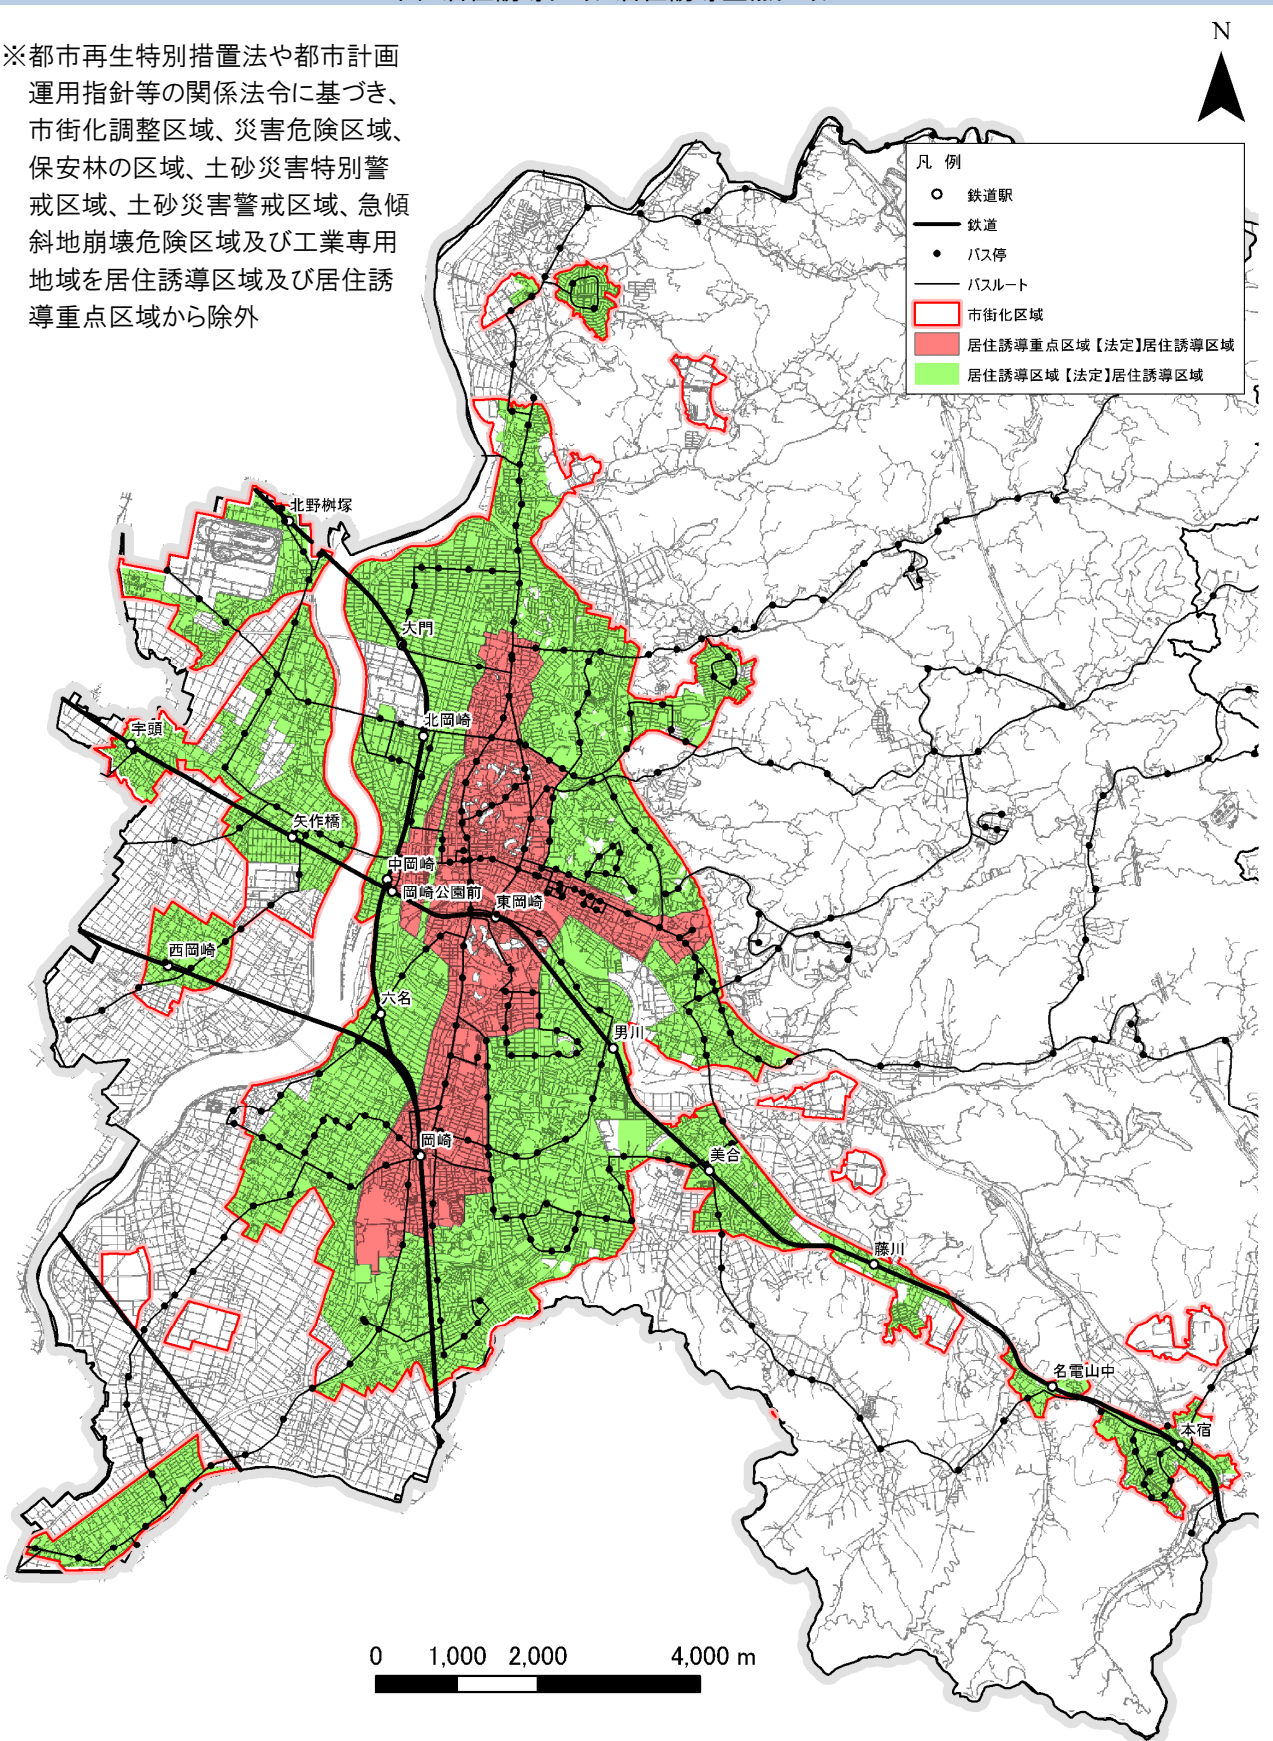 ※都市再生特別措置法や都市計画
運用指針等の関係法令に基づき、
市街化調整区域、災害危険区域、
保安林の区域、土砂災害特別警
戒区域、土砂災害警戒区域、急傾
斜地崩壊危険区域及び工業専用
地域を居住誘導区域及び居住誘
導重点区域から除外
N
凡 例
鉄道駅
鉄道
バス停
バスルート
市街化区域
居住誘導重点区域【法定】居住誘導区域
居住誘導区域【法定】居住誘導区域
北野桝塚
大門
北岡崎
宇頭
矢作橋
中岡崎
岡崎公園前
東岡崎
西岡崎
六名
男川
岡崎
美合
藤川
名電山中
本宿
0 1,000 2,000 4,000 m